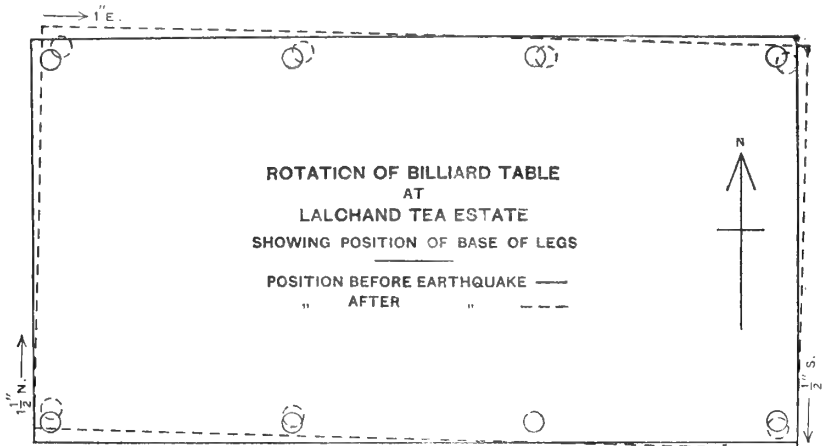 1" E.
N
ROTATION OF BILLIARD TABLE
AT
LALCHAND TEA ESTATE
SHOWING POSITION OF BASE OF LEGS
POSITION BEFORE EARTHQUAKE —
" AFTER " ---
1½" N.
½" S.